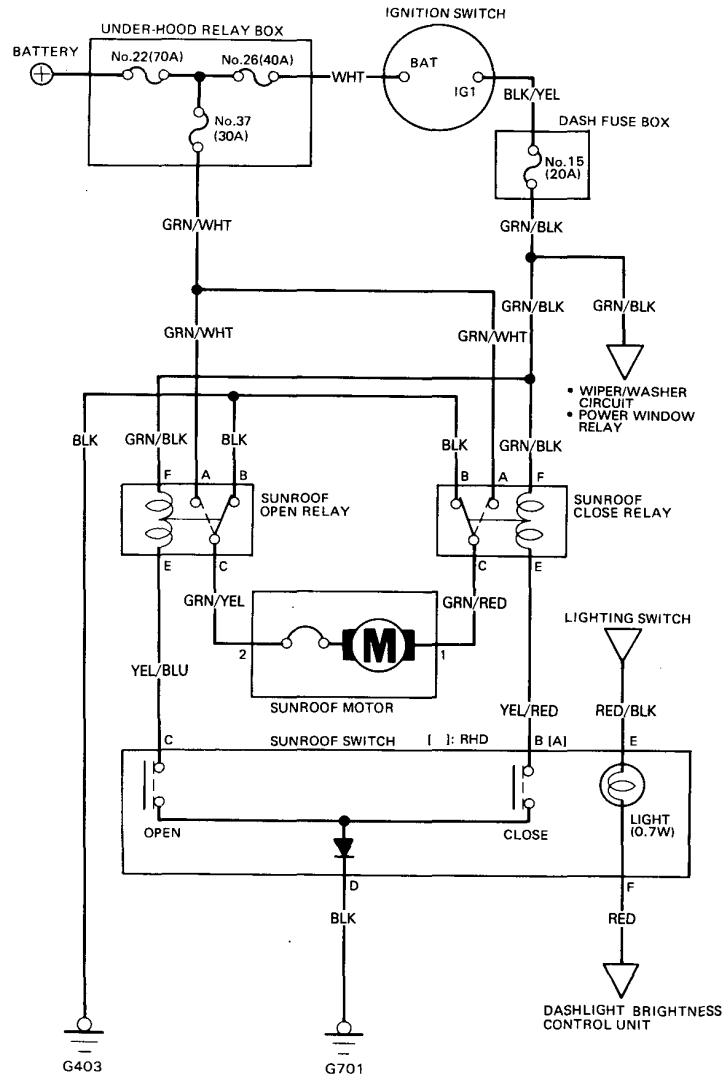 IGNITION SWITCH
UNDER-HOOD RELAY BOX
BATTERY
No.22(70A)
No.26(40A)
WHT
BAT
IG1
BLK/YEL
No.37
(30A)
DASH FUSE BOX
No.15
(20A)
GRN/WHT
GRN/BLK
GRN/WHT
GRN/WHT
GRN/BLK
GRN/BLK
• WIPER/WASHER
CIRCUIT
• POWER WINDOW
RELAY
BLK
GRN/BLK
BLK
BLK
GRN/BLK
F
A
B
B
A
F
SUNROOF
OPEN RELAY
SUNROOF
CLOSE RELAY
E
C
C
E
GRN/YEL
GRN/RED
2
M
1
SUNROOF MOTOR
LIGHTING SWITCH
YEL/BLU
YEL/RED
RED/BLK
C
SUNROOF SWITCH
[ ]: RHD
B [A]
E
OPEN
CLOSE
LIGHT
(0.7W)
D
F
BLK
RED
DASHLIGHT BRIGHTNESS
CONTROL UNIT
G403
G701